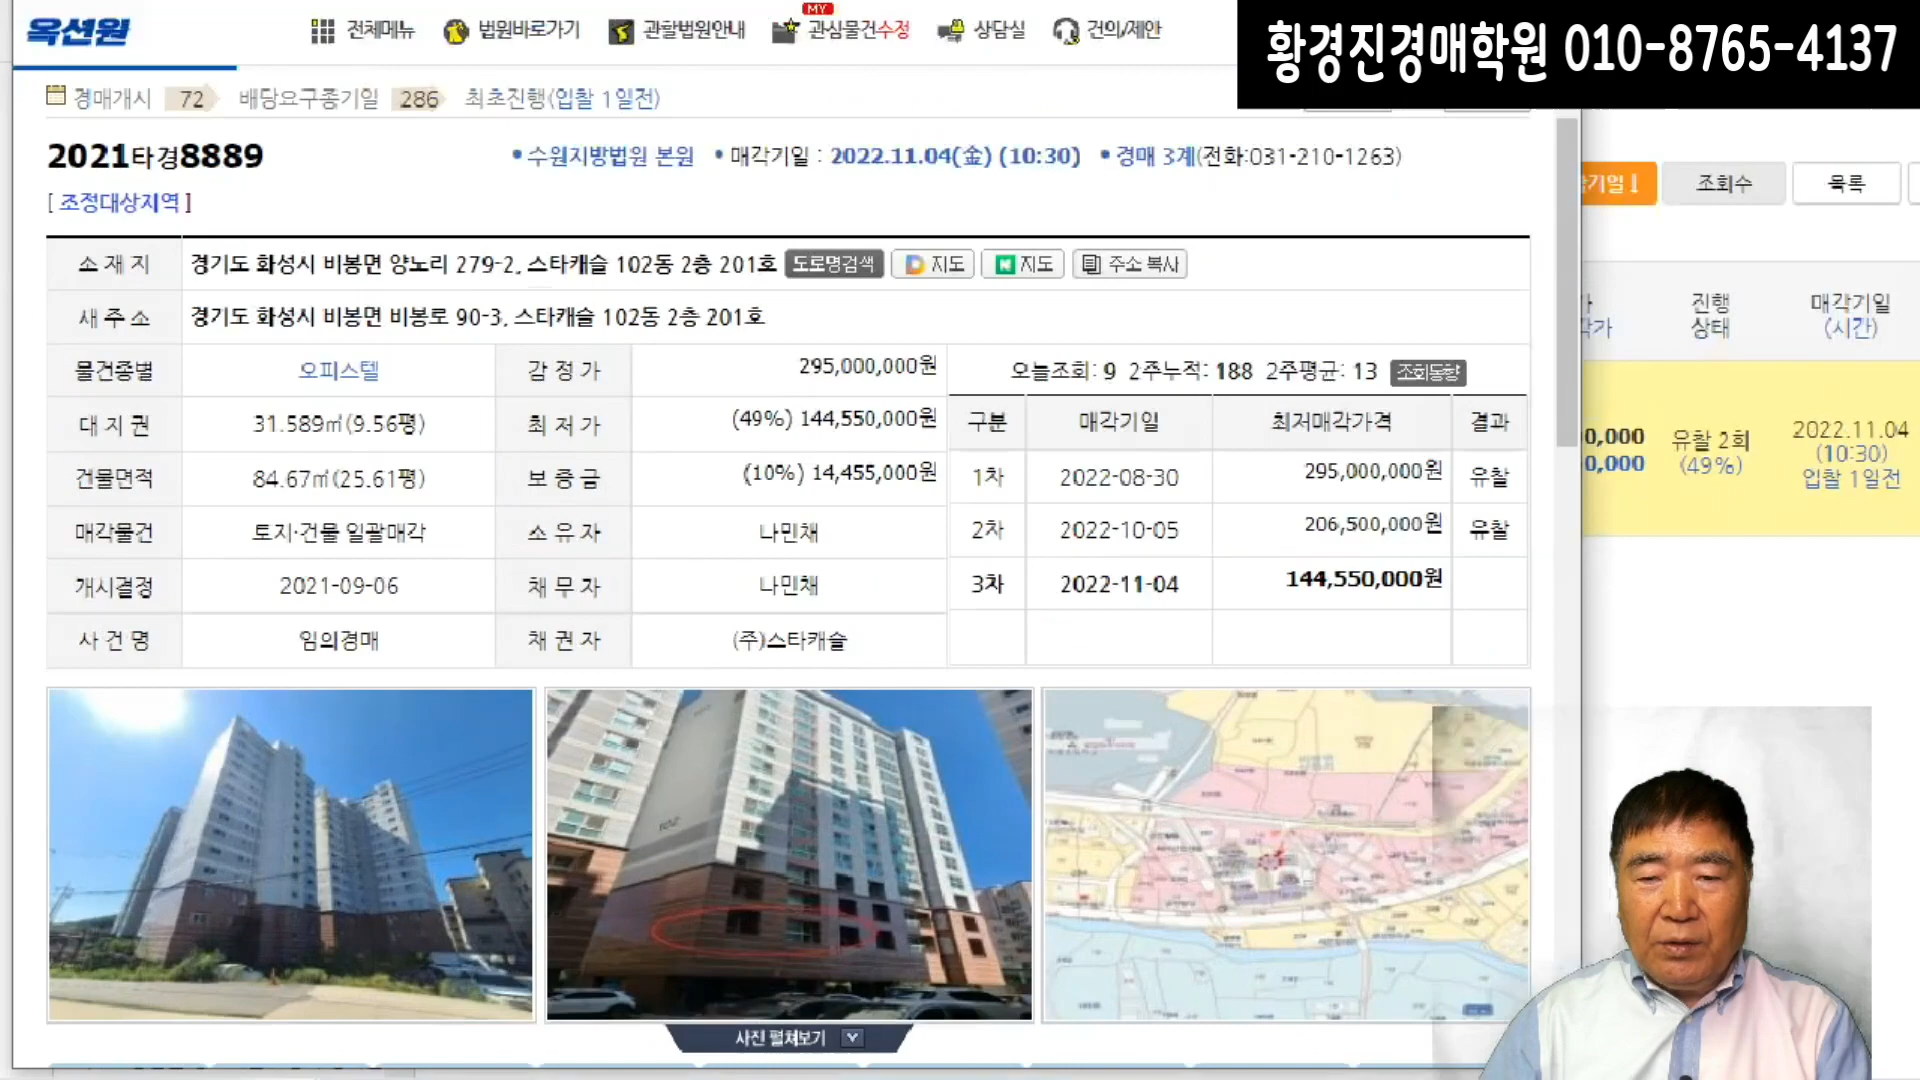 옥션원
전체메뉴 법원바로가기 관할법원안내 MY 관심물건수정 상담실 건의/제안
황경진경매학원 010-8765-4137
경매개시 72 배당요구종기일 286 최초진행(입찰 1일전)
2021타경8889
• 수원지방법원 본원 • 매각기일 : 2022.11.04(金) (10:30) • 경매 3계(전화:031-210-1263)
[ 조정대상지역 ]
소 재 지 경기도 화성시 비봉면 양노리 279-2, 스타캐슬 102동 2층 201호 도로명검색 D 지도 N 지도 주소 복사
새 주 소 경기도 화성시 비봉면 비봉로 90-3, 스타캐슬 102동 2층 201호
물건종별 오피스텔 감 정 가 295,000,000원
대 지 권 31.589㎡(9.56평) 최 저 가 (49%) 144,550,000원
건물면적 84.67㎡(25.61평) 보 증 금 (10%) 14,455,000원
매각물건 토지·건물 일괄매각 소 유 자 나민채
개시결정 2021-09-06 채 무 자 나민채
사 건 명 임의경매 채 권 자 (주)스타캐슬
오늘조회: 9 2주누적: 188 2주평균: 13 조회동향
구분 매각기일 최저매각가격 결과
1차 2022-08-30 295,000,000원 유찰
2차 2022-10-05 206,500,000원 유찰
3차 2022-11-04 144,550,000원
사진 펼쳐보기
기일↓ 조회수 목록
진행
상태
매각기일
(시간)
0,000
0,000
유찰 2회
(49%)
2022.11.04
(10:30)
입찰 1일전